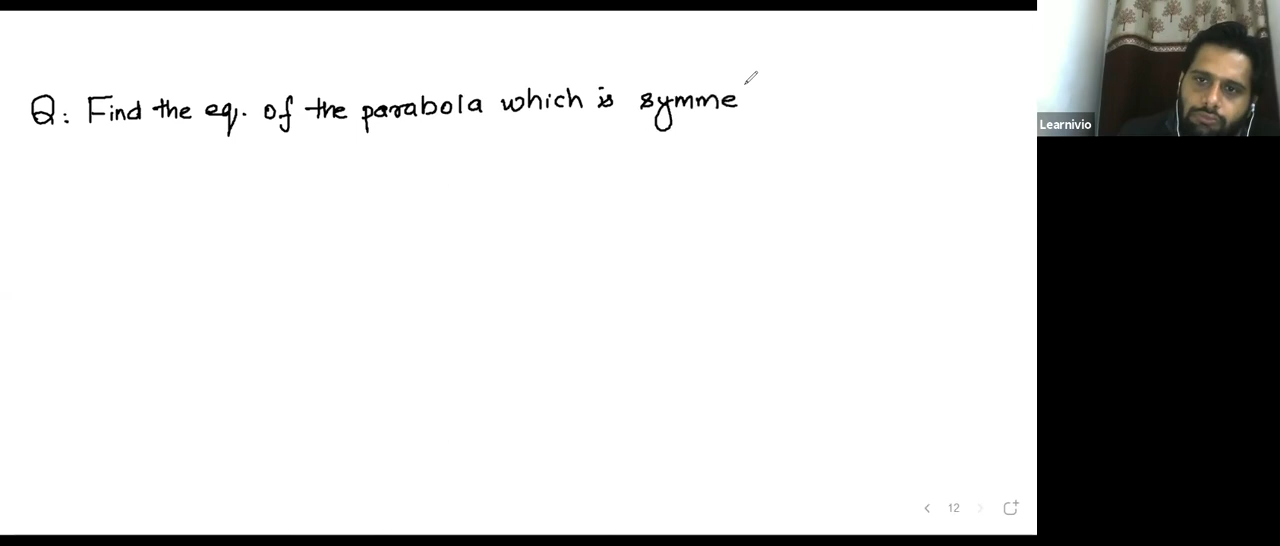 Q: Find the eq. of the parabola which is symme
Learnivio
< 12 >